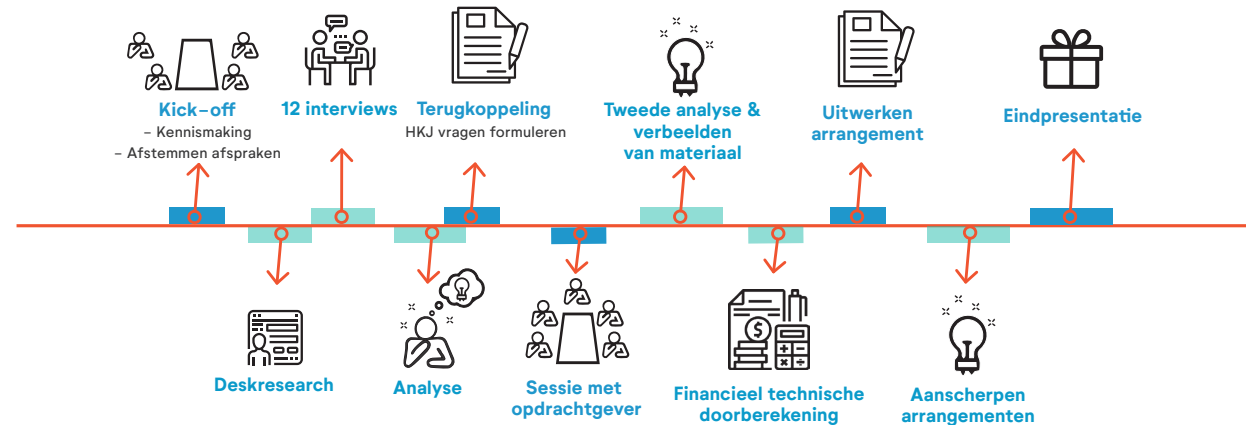 Kick-off
- Kennismaking
- Afstemmen afspraken
12 interviews
Terugkoppeling
HKJ vragen formuleren
Tweede analyse &
verbeelden
van materiaal
Uitwerken
arrangement
Eindpresentatie
Deskresearch
Analyse
Sessie met
opdrachtgever
$
Financieel technische
doorberekening
Aanscherpen
arrangementen